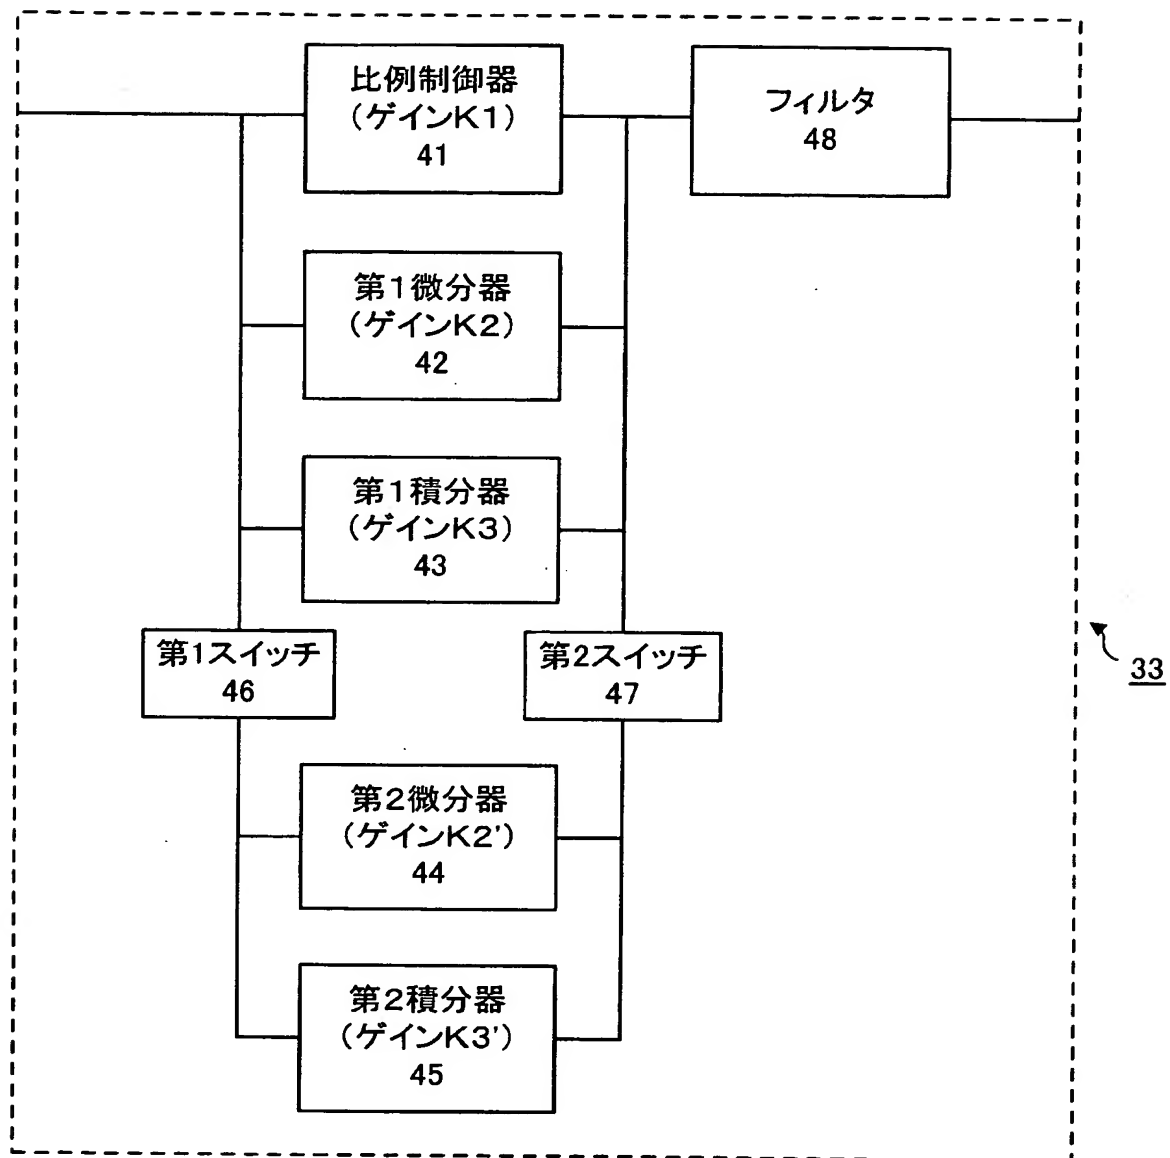 比例制御器
(ゲインK1)
41
フィルタ
48
第1微分器
(ゲインK2)
42
第1積分器
(ゲインK3)
43
第1スイッチ
46
第2スイッチ
47
33
第2微分器
(ゲインK2')
44
第2積分器
(ゲインK3')
45